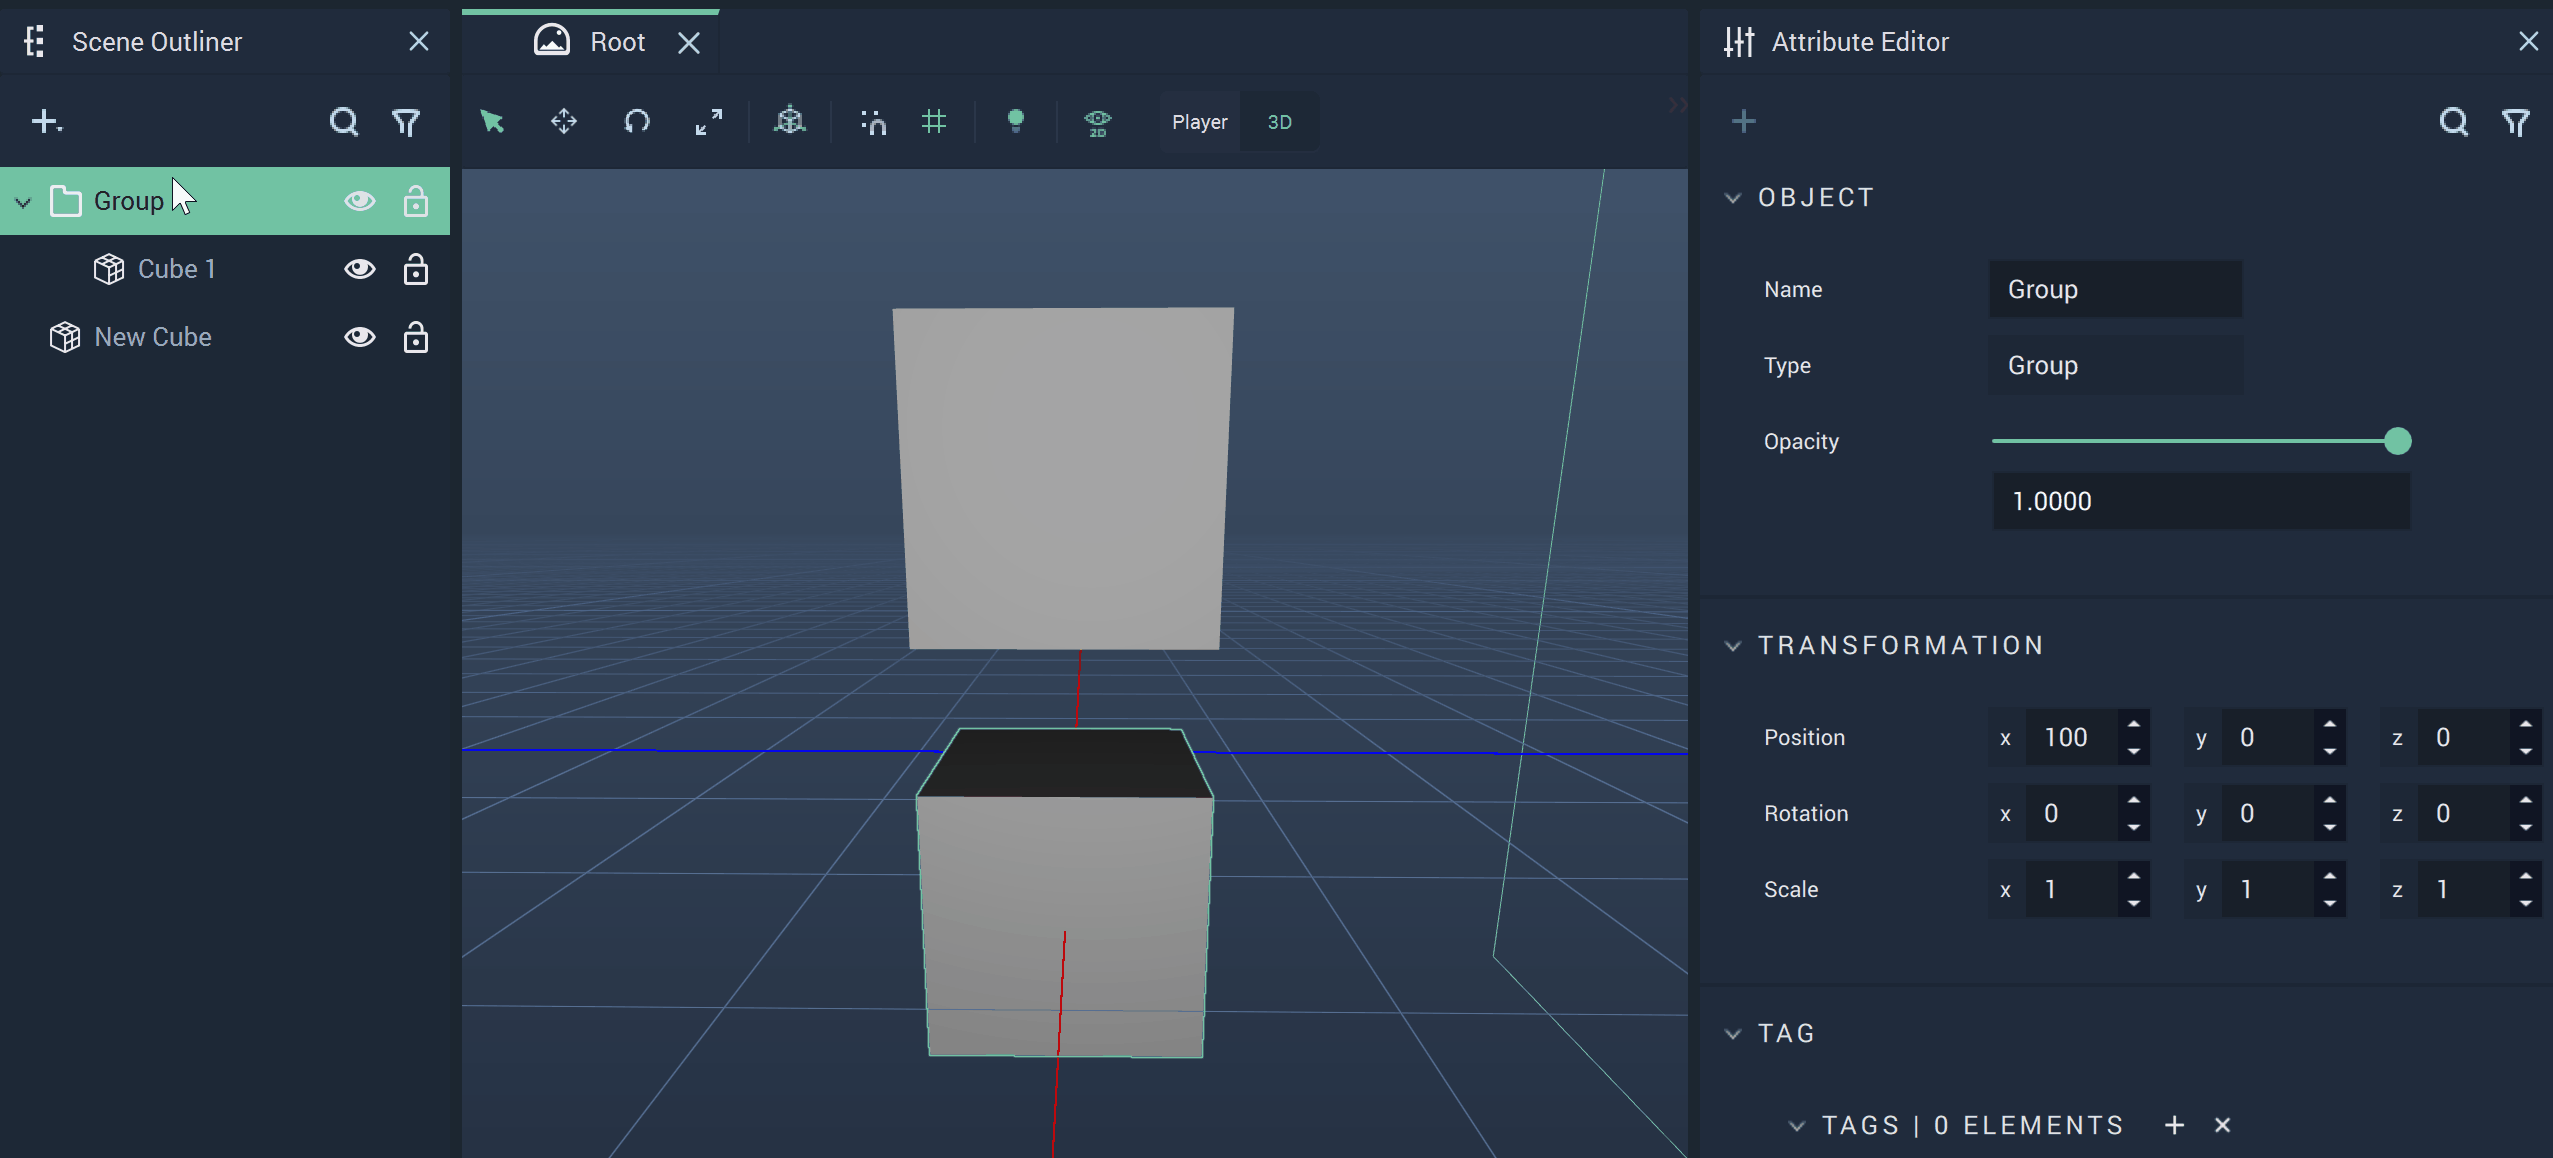 Scene Outliner
Group
Cube 1
New Cube
Root
2D
Player
3D
Attribute Editor
OBJECT
Name Group
Type Group
Opacity
1.0000
TRANSFORMATION
Position x 100 y 0 z 0
Rotation x 0 y 0 z 0
Scale x 1 y 1 z 1
TAG
TAGS | 0 ELEMENTS